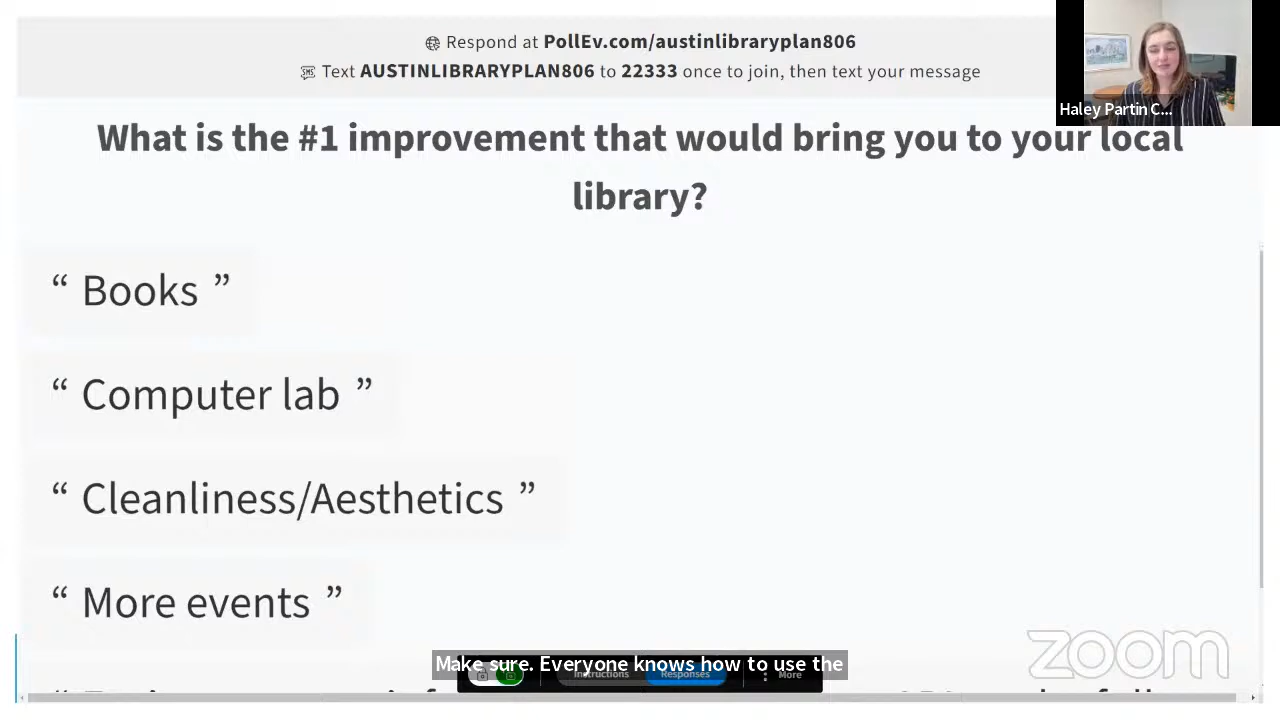 Respond at PollEv.com/austinlibraryplan806
Text AUSTINLIBRARYPLAN806 to 22333 once to join, then text your message
Haley Partin C...
What is the #1 improvement that would bring you to your local
library?
“ Books ”
“ Computer lab ”
“ Cleanliness/Aesthetics ”
“ More events ”
zoom
Make sure. Everyone knows how to use the
Instructions
Responses
More